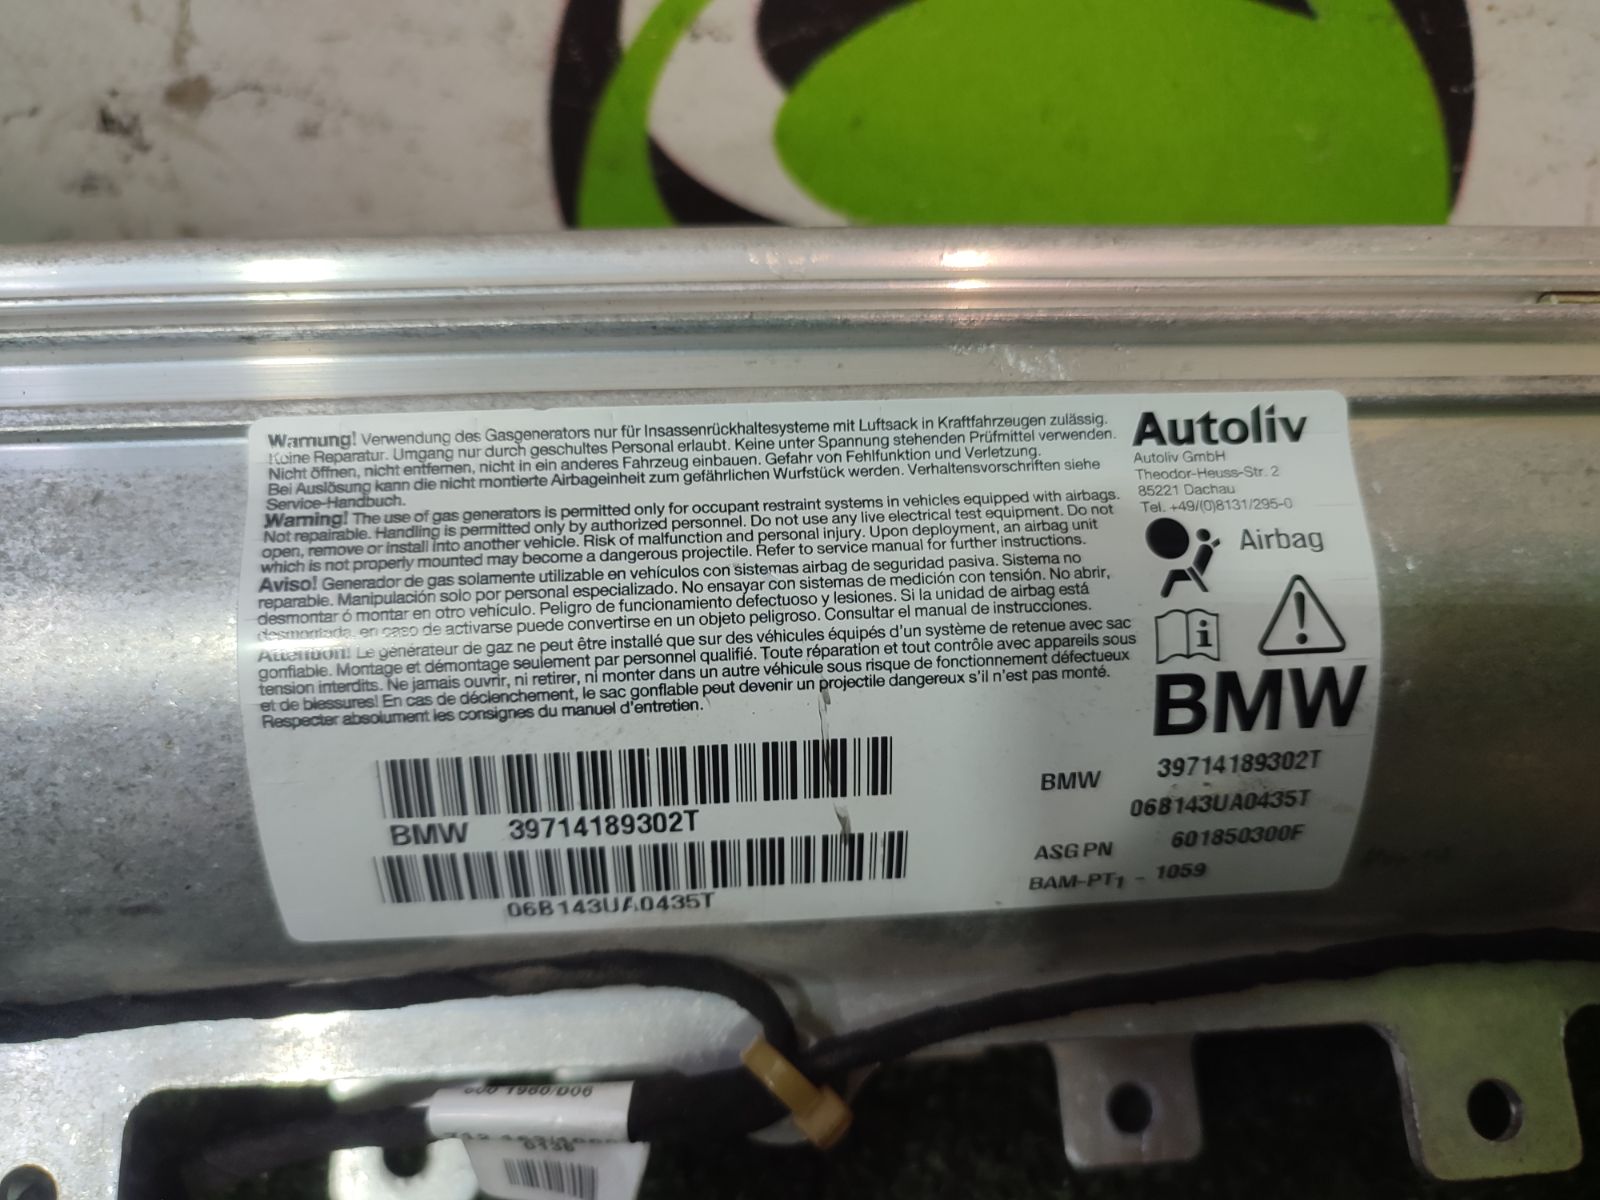 Warnung! Verwendung des Gasgenerators nur für Insassenrückhaltesysteme mit Luftsack in Kraftfahrzeugen zulässig.
Keine Reparatur. Umgang nur durch geschultes Personal erlaubt. Keine unter Spannung stehenden Prüfmittel verwenden.
Nicht öffnen, nicht entfernen, nicht in ein anderes Fahrzeug einbauen. Gefahr von Fehlfunktion und Verletzung.
Bei Auslösung kann die nicht montierte Airbageinheit zum gefährlichen Wurfstück werden. Verhaltensvorschriften siehe
Service-Handbuch.
Warning! The use of gas generators is permitted only for occupant restraint systems in vehicles equipped with airbags.
Not repairable. Handling is permitted only by authorized personnel. Do not use any live electrical test equipment. Do not
open, remove or install into another vehicle. Risk of malfunction and personal injury. Upon deployment, an airbag unit
which is not properly mounted may become a dangerous projectile. Refer to service manual for further instructions.
Aviso! Generador de gas solamente utilizable en vehículos con sistemas airbag de seguridad pasiva. Sistema no
reparable. Manipulación solo por personal especializado. No ensayar con sistemas de medición con tensión. No abrir,
desmontar ó montar en otro vehículo. Peligro de funcionamiento defectuoso y lesiones. Si la unidad de airbag está
desmontada, en caso de activarse puede convertirse en un objeto peligroso. Consultar el manual de instrucciones.
Attention! Le générateur de gaz ne peut être installé que sur des véhicules équipés d'un système de retenue avec sac
gonflable. Montage et démontage seulement par personnel qualifié. Toute réparation et tout contrôle avec appareils sous
tension interdits. Ne jamais ouvrir, ni retirer, ni monter dans un autre véhicule sous risque de fonctionnement défectueux
et de blessures! En cas de déclenchement, le sac gonflable peut devenir un projectile dangereux s'il n'est pas monté.
Respecter absolument les consignes du manuel d'entretien.
Autoliv
Autoliv GmbH
Theodor-Heuss-Str. 2
85221 Dachau
Tel. +49/(0)8131/295-0
Airbag
BMW
BMW 39714189302T
06B143UA0435T
BMW 39714189302T
06B143UA0435T
ASG PN 601850300F
BAM-PT1 - 1059
1980/D06
0136